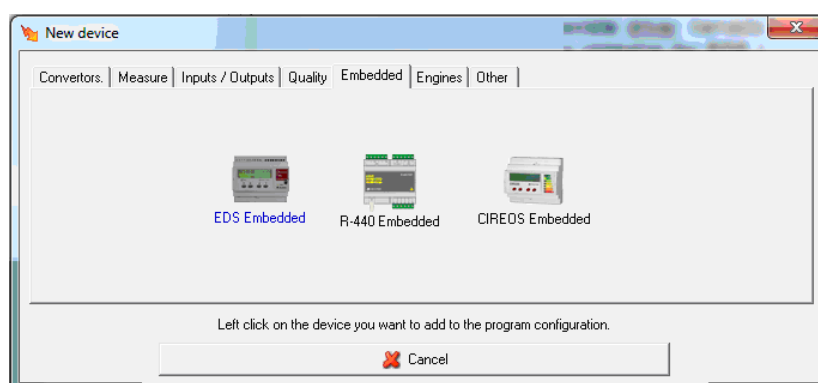 New device
Convertors. Measure Inputs / Outputs Quality Embedded Engines Other
EDS Embedded R-440 Embedded CIREOS Embedded
Left click on the device you want to add to the program configuration.
Cancel